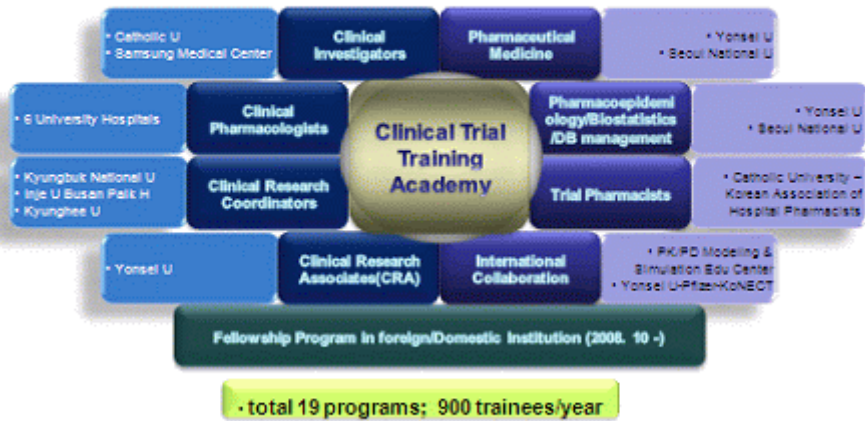 • Catholic U
• Samsung Medical Center
Clinical
Investigators
Pharmaceutical
Medicine
• Yonsei U
• Seoul National U
• 6 University Hospitals
Clinical
Pharmacologists
Clinical Trial
Training
Academy
Pharmacoepidemi
ology/Biostatistics
/DB management
• Yonsei U
• Seoul National U
• Kyungbuk National U
• Inje U Busan Paik H
• Kyunghee U
Clinical Research
Coordinators
Trial Pharmacists
• Catholic University –
Korean Association of
Hospital Pharmacists
• Yonsei U
Clinical Research
Associates(CRA)
International
Collaboration
• PK/PD Modeling &
Simulation Edu Center
• Yonsei U-Pfizer-KoNECT
Fellowship Program in foreign/Domestic Institution (2008. 10 -)
• total 19 programs; 900 trainees/year